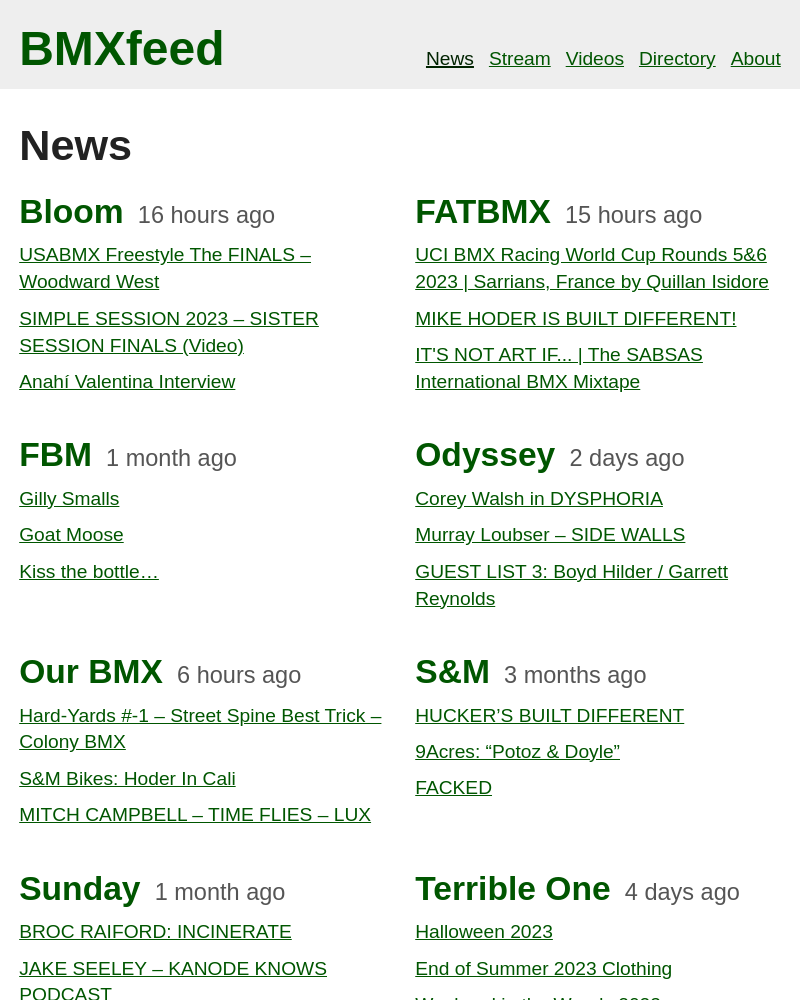 BMXfeed
News Stream Videos Directory About
News
Bloom 16 hours ago
USABMX Freestyle The FINALS –
Woodward West
SIMPLE SESSION 2023 – SISTER
SESSION FINALS (Video)
Anahí Valentina Interview
FATBMX 15 hours ago
UCI BMX Racing World Cup Rounds 5&6
2023 | Sarrians, France by Quillan Isidore
MIKE HODER IS BUILT DIFFERENT!
IT'S NOT ART IF... | The SABSAS
International BMX Mixtape
FBM 1 month ago
Gilly Smalls
Goat Moose
Kiss the bottle…
Odyssey 2 days ago
Corey Walsh in DYSPHORIA
Murray Loubser – SIDE WALLS
GUEST LIST 3: Boyd Hilder / Garrett
Reynolds
Our BMX 6 hours ago
Hard-Yards #-1 – Street Spine Best Trick –
Colony BMX
S&M Bikes: Hoder In Cali
MITCH CAMPBELL – TIME FLIES – LUX
S&M 3 months ago
HUCKER’S BUILT DIFFERENT
9Acres: “Potoz & Doyle”
FACKED
Sunday 1 month ago
BROC RAIFORD: INCINERATE
JAKE SEELEY – KANODE KNOWS
PODCAST
Terrible One 4 days ago
Halloween 2023
End of Summer 2023 Clothing